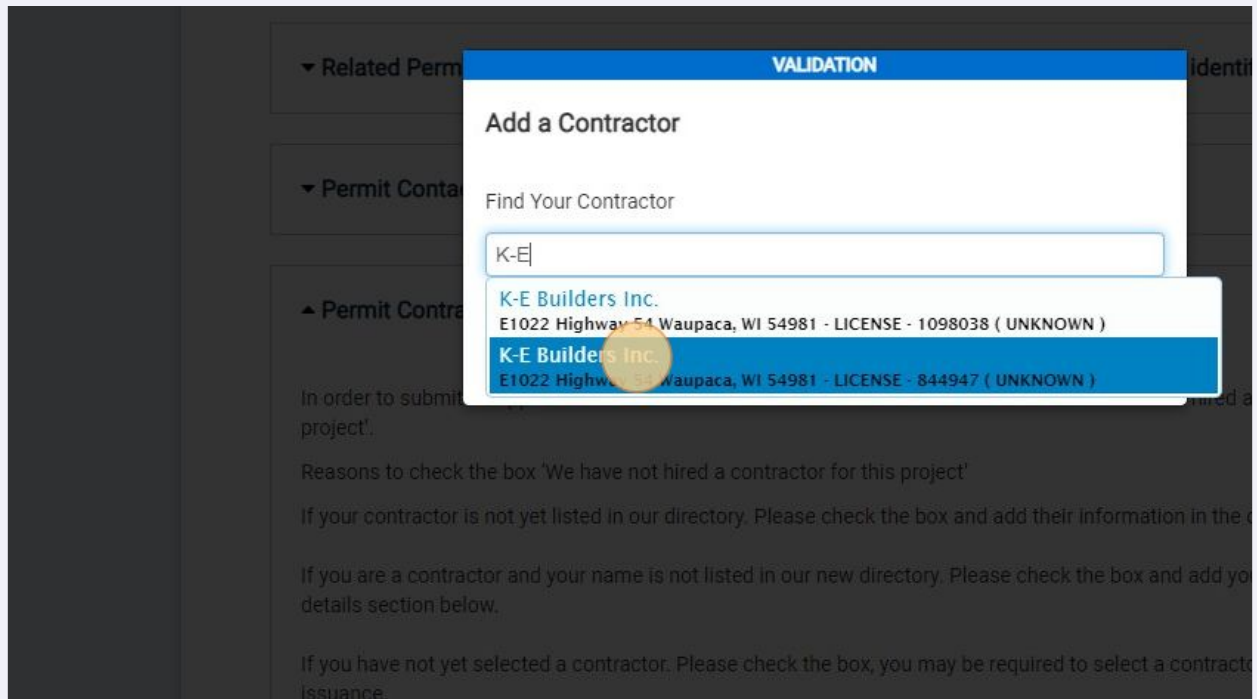 VALIDATION
Related Perm
identif
Add a Contractor
Permit Conta
Find Your Contractor
K-E
K-E Builders Inc.
E1022 Highway 54 Waupaca, WI 54981 - LICENSE - 1098038 ( UNKNOWN )
Permit Contra
K-E Builders Inc.
E1022 Highway 54 Waupaca, WI 54981 - LICENSE - 844947 ( UNKNOWN )
In order to submit
hired a
project'.
Reasons to check the box 'We have not hired a contractor for this project'
If your contractor is not yet listed in our directory. Please check the box and add their information in the
If you are a contractor and your name is not listed in our new directory. Please check the box and add yo
details section below.
If you have not yet selected a contractor. Please check the box, you may be required to select a contracto
issuance.